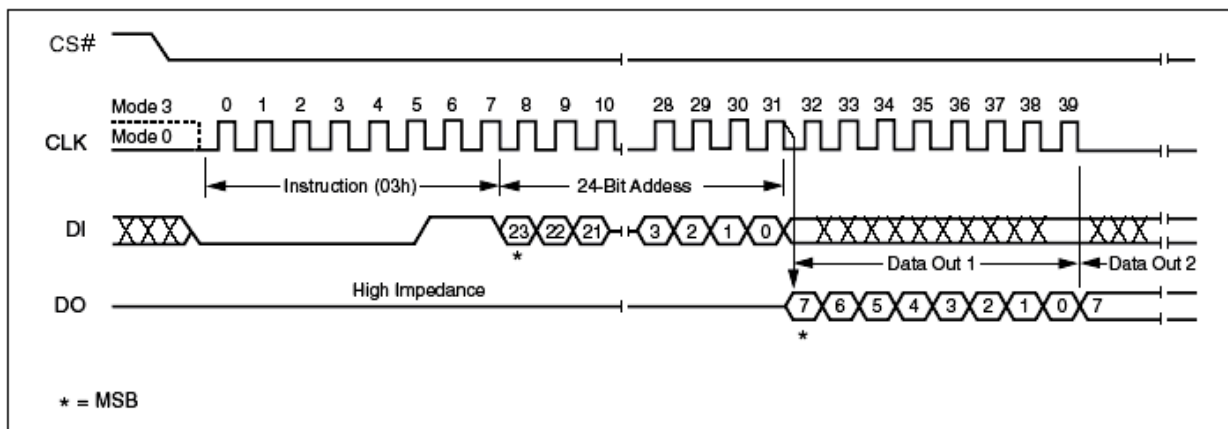 CS#
Mode 3
0 1 2 3 4 5 6 7 8 9 10 28 29 30 31 32 33 34 35 36 37 38 39
CLK
Mode 0
Instruction (03h)
24-Bit Addess
DI
23 22 21 3 2 1 0
*
Data Out 1
Data Out 2
High Impedance
DO
7 6 5 4 3 2 1 0 7
*
* = MSB